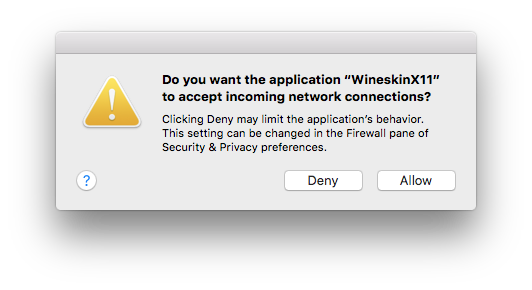 Do you want the application “WineskinX11”
to accept incoming network connections?
Clicking Deny may limit the application’s behavior.
This setting can be changed in the Firewall pane of
Security & Privacy preferences.
?
Deny
Allow